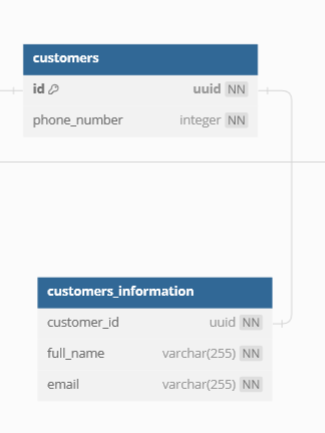 customers
id uuid NN
phone_number integer NN
customers_information
customer_id uuid NN
full_name varchar(255) NN
email varchar(255) NN